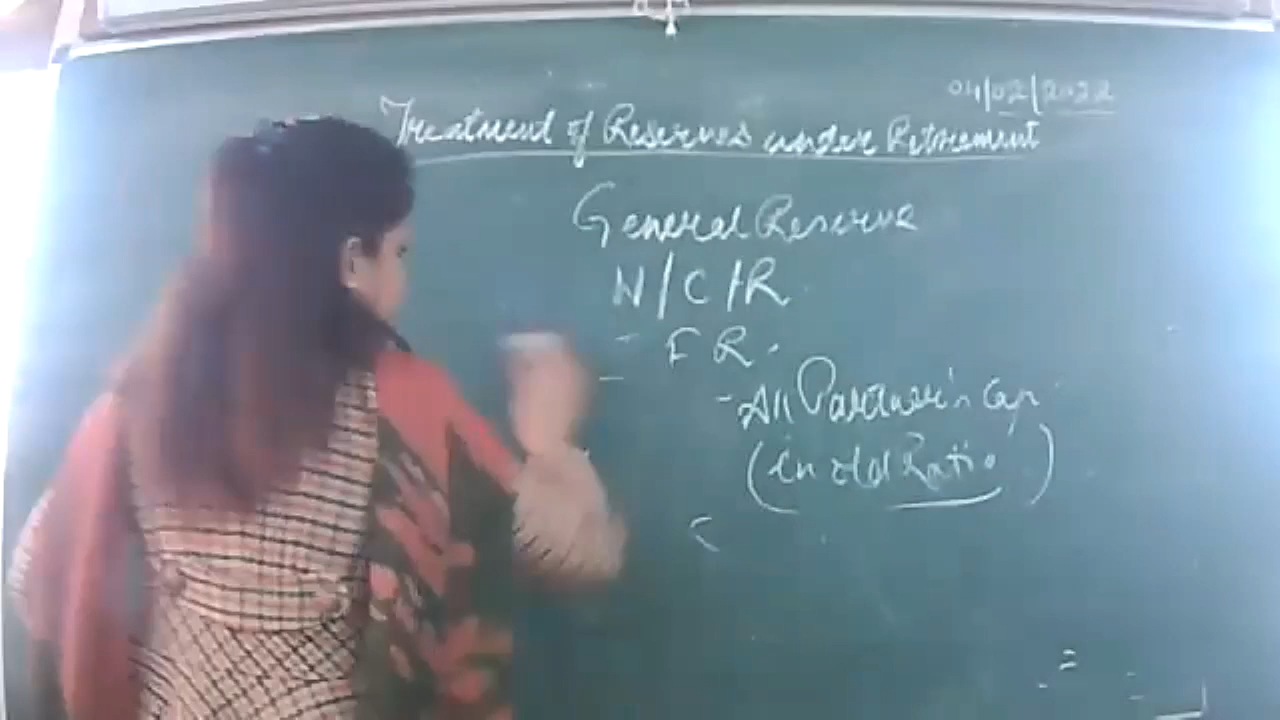 04/02/2022
Treatment of Reserves under Retirement
General Reserve
N/C/R
- F R.
- All Partner's Cap
(in old Ratio)